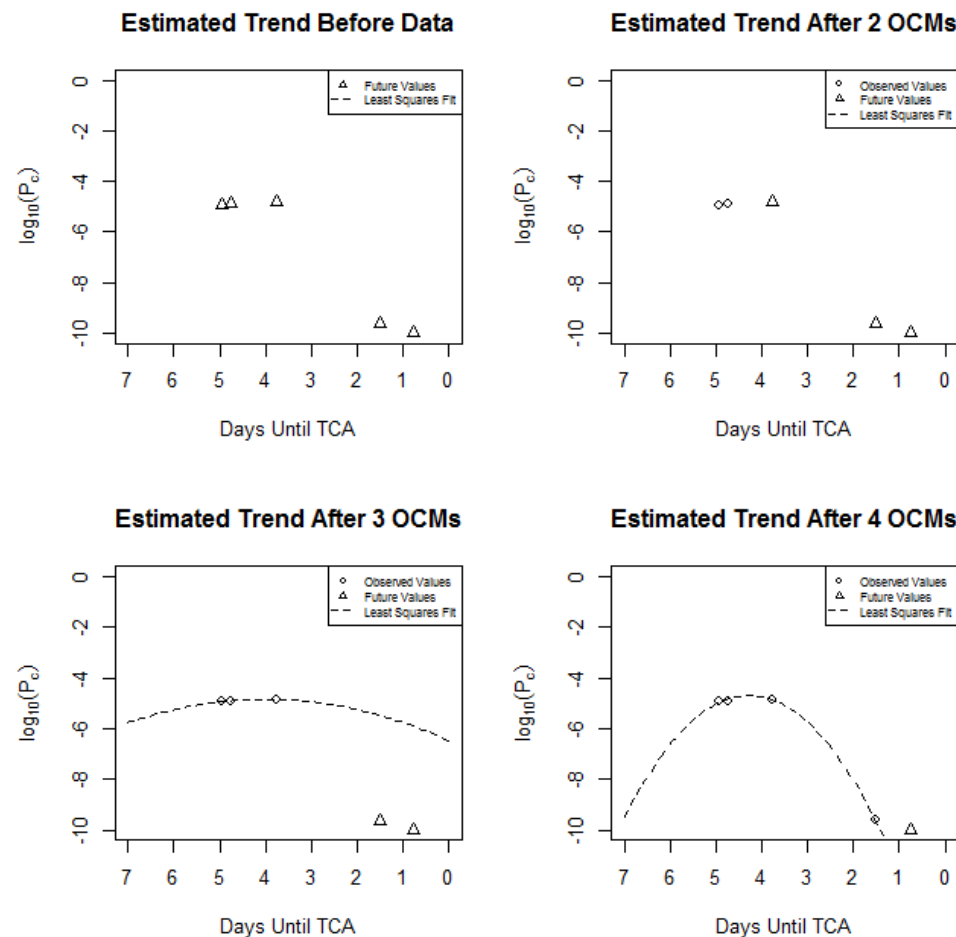 Estimated Trend Before Data
Future Values
Least Squares Fit
log10(Pc)
0
-2
-4
-6
-8
-10
7 6 5 4 3 2 1 0
Days Until TCA
Estimated Trend After 2 OCMs
Observed Values
Future Values
Least Squares Fit
log10(Pc)
0
-2
-4
-6
-8
-10
7 6 5 4 3 2 1 0
Days Until TCA
Estimated Trend After 3 OCMs
Observed Values
Future Values
Least Squares Fit
log10(Pc)
0
-2
-4
-6
-8
-10
7 6 5 4 3 2 1 0
Days Until TCA
Estimated Trend After 4 OCMs
Observed Values
Future Values
Least Squares Fit
log10(Pc)
0
-2
-4
-6
-8
-10
7 6 5 4 3 2 1 0
Days Until TCA